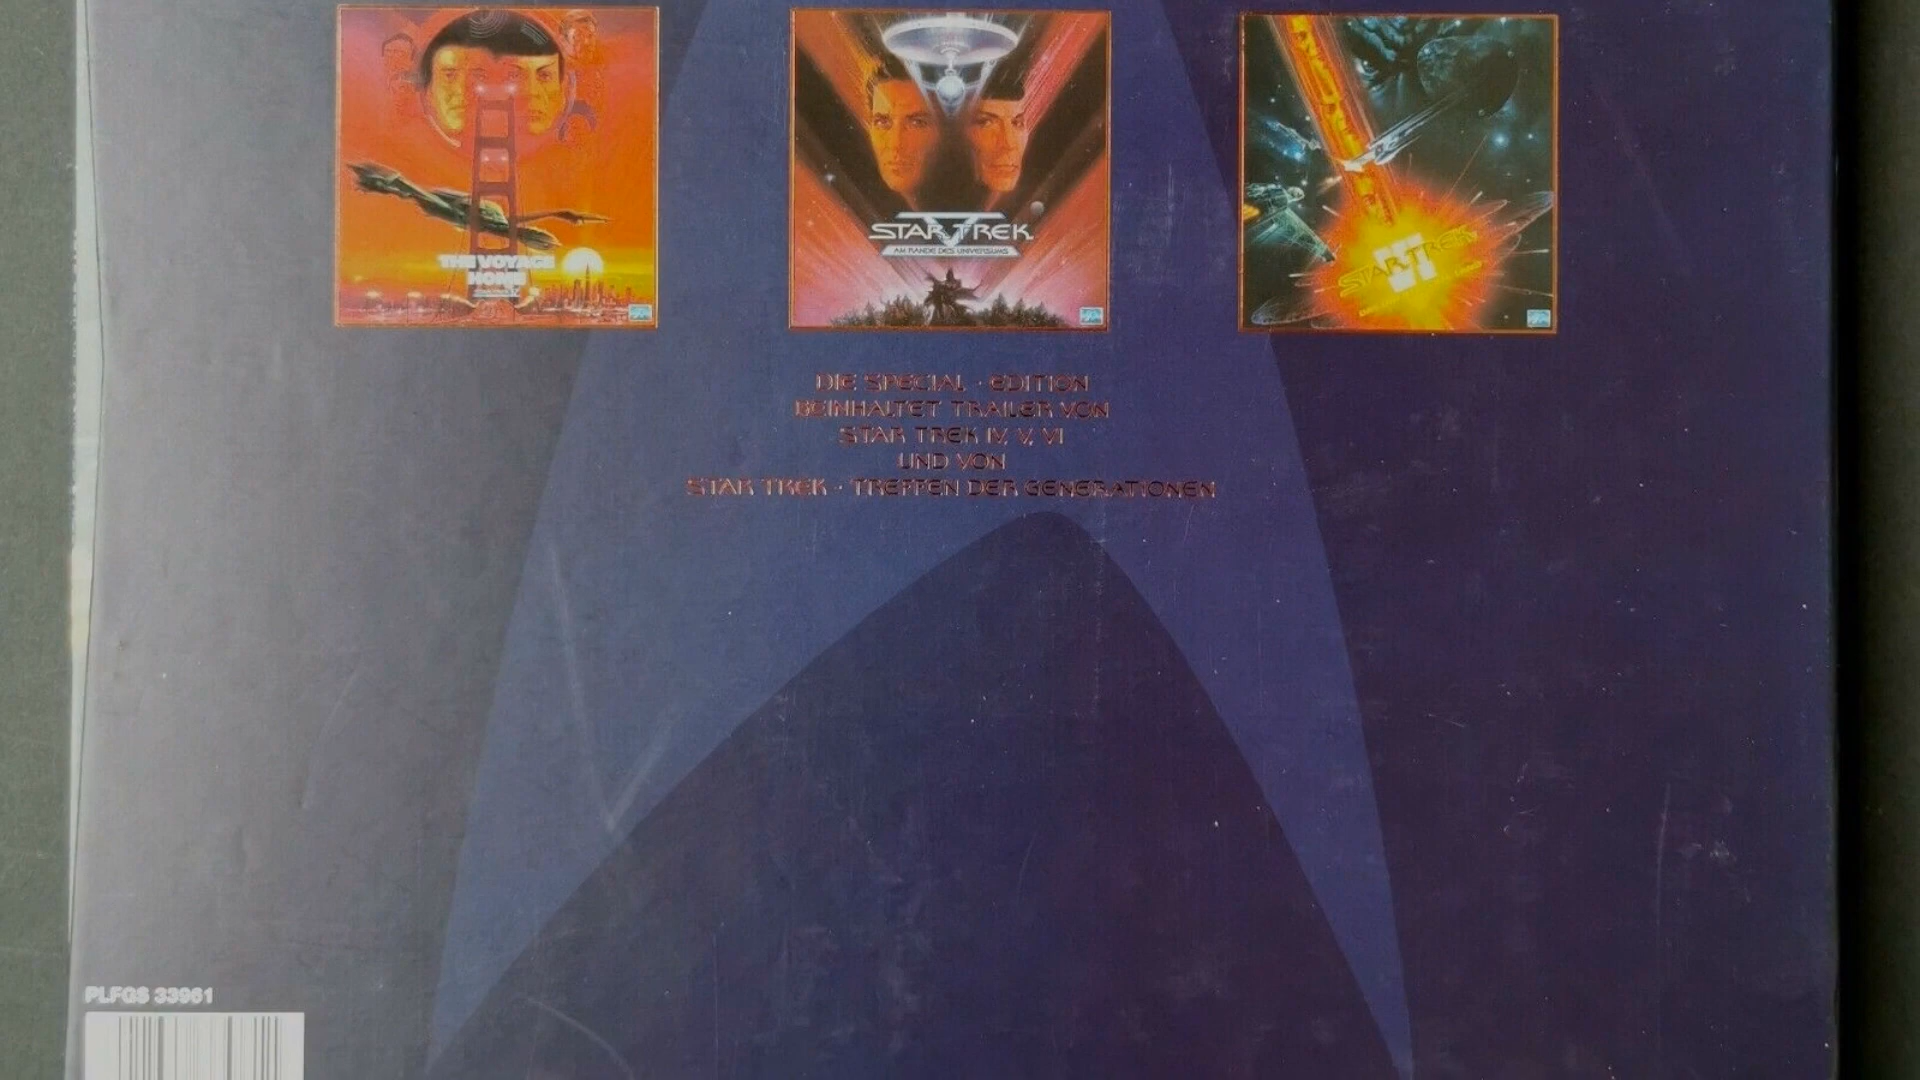 THE VOYAGE
HOME
STAR TREK
V
AM RANDE DES UNIVERSUMS
STAR TREK
VI
DIE SPECIAL - EDITION
BEINHALTET TRAILER VON
STAR TREK IV, V, VI
UND VON
STAR TREK - TREFFEN DER GENERATIONEN
PLFGS 33961